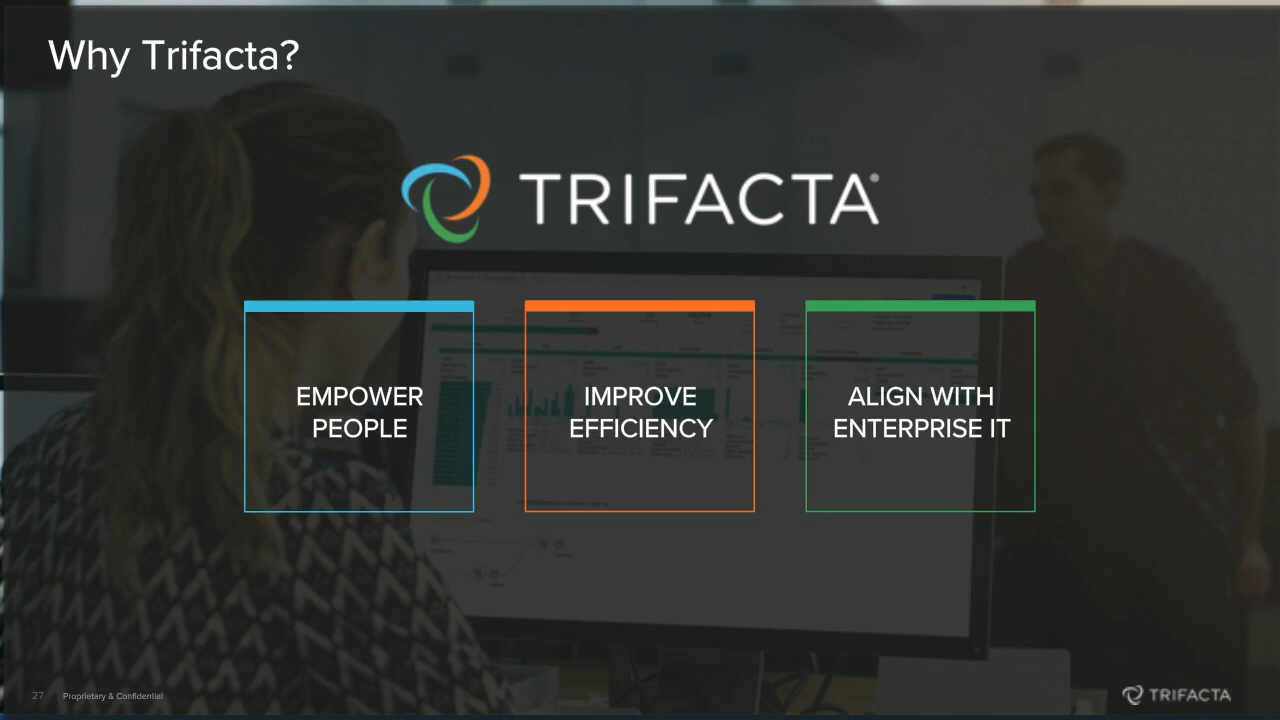 Why Trifacta?
TRIFACTA®
EMPOWER
PEOPLE
IMPROVE
EFFICIENCY
ALIGN WITH
ENTERPRISE IT
27 Proprietary & Confidential
TRIFACTA